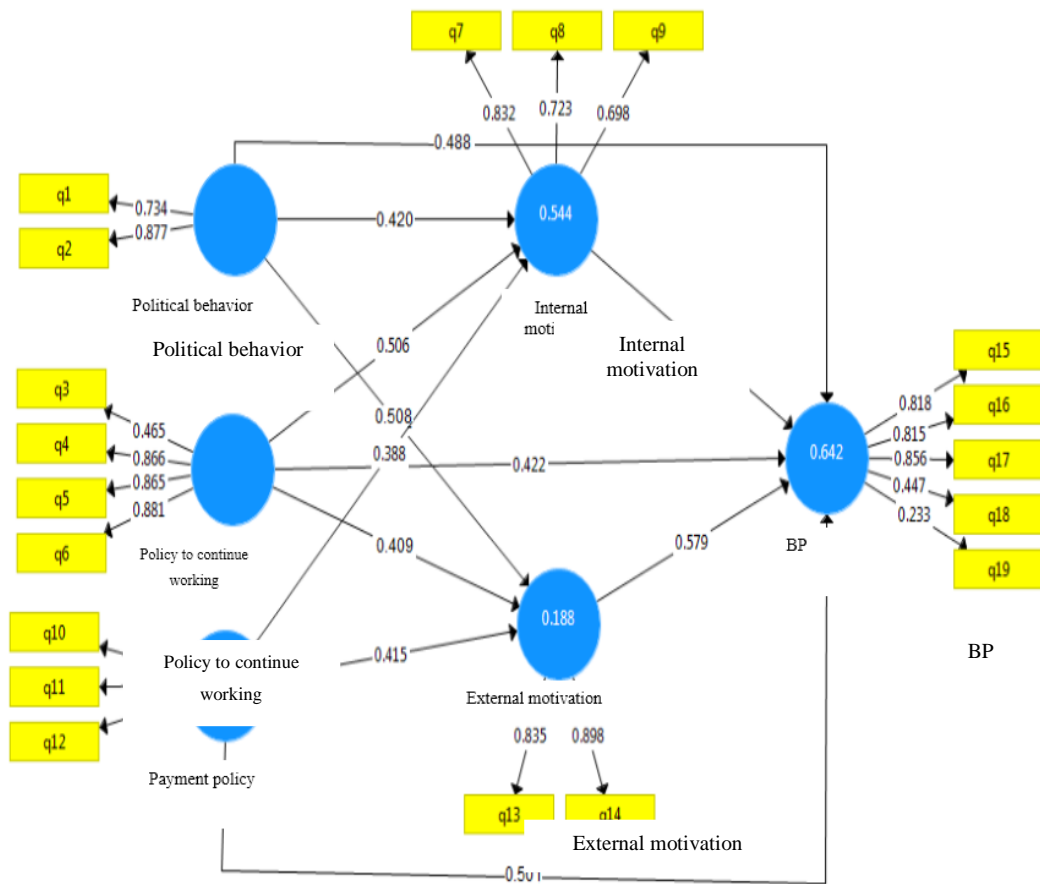 q7
q8
q9
0.832
0.723
0.698
0.488
q1
q2
0.734
0.877
0.420
0.544
Political behavior
Internal
moti
Political behavior
Internal
motivation
0.506
q3
q4
q5
q6
0.465
0.866
0.865
0.881
0.508
0.388
0.422
0.642
q15
q16
q17
q18
q19
0.818
0.815
0.856
0.447
0.233
Policy to continue
working
0.409
0.579
BP
q10
q11
q12
0.188
Policy to continue
working
0.415
BP
External motivation
Payment policy
0.835
0.898
q13
q14
External motivation